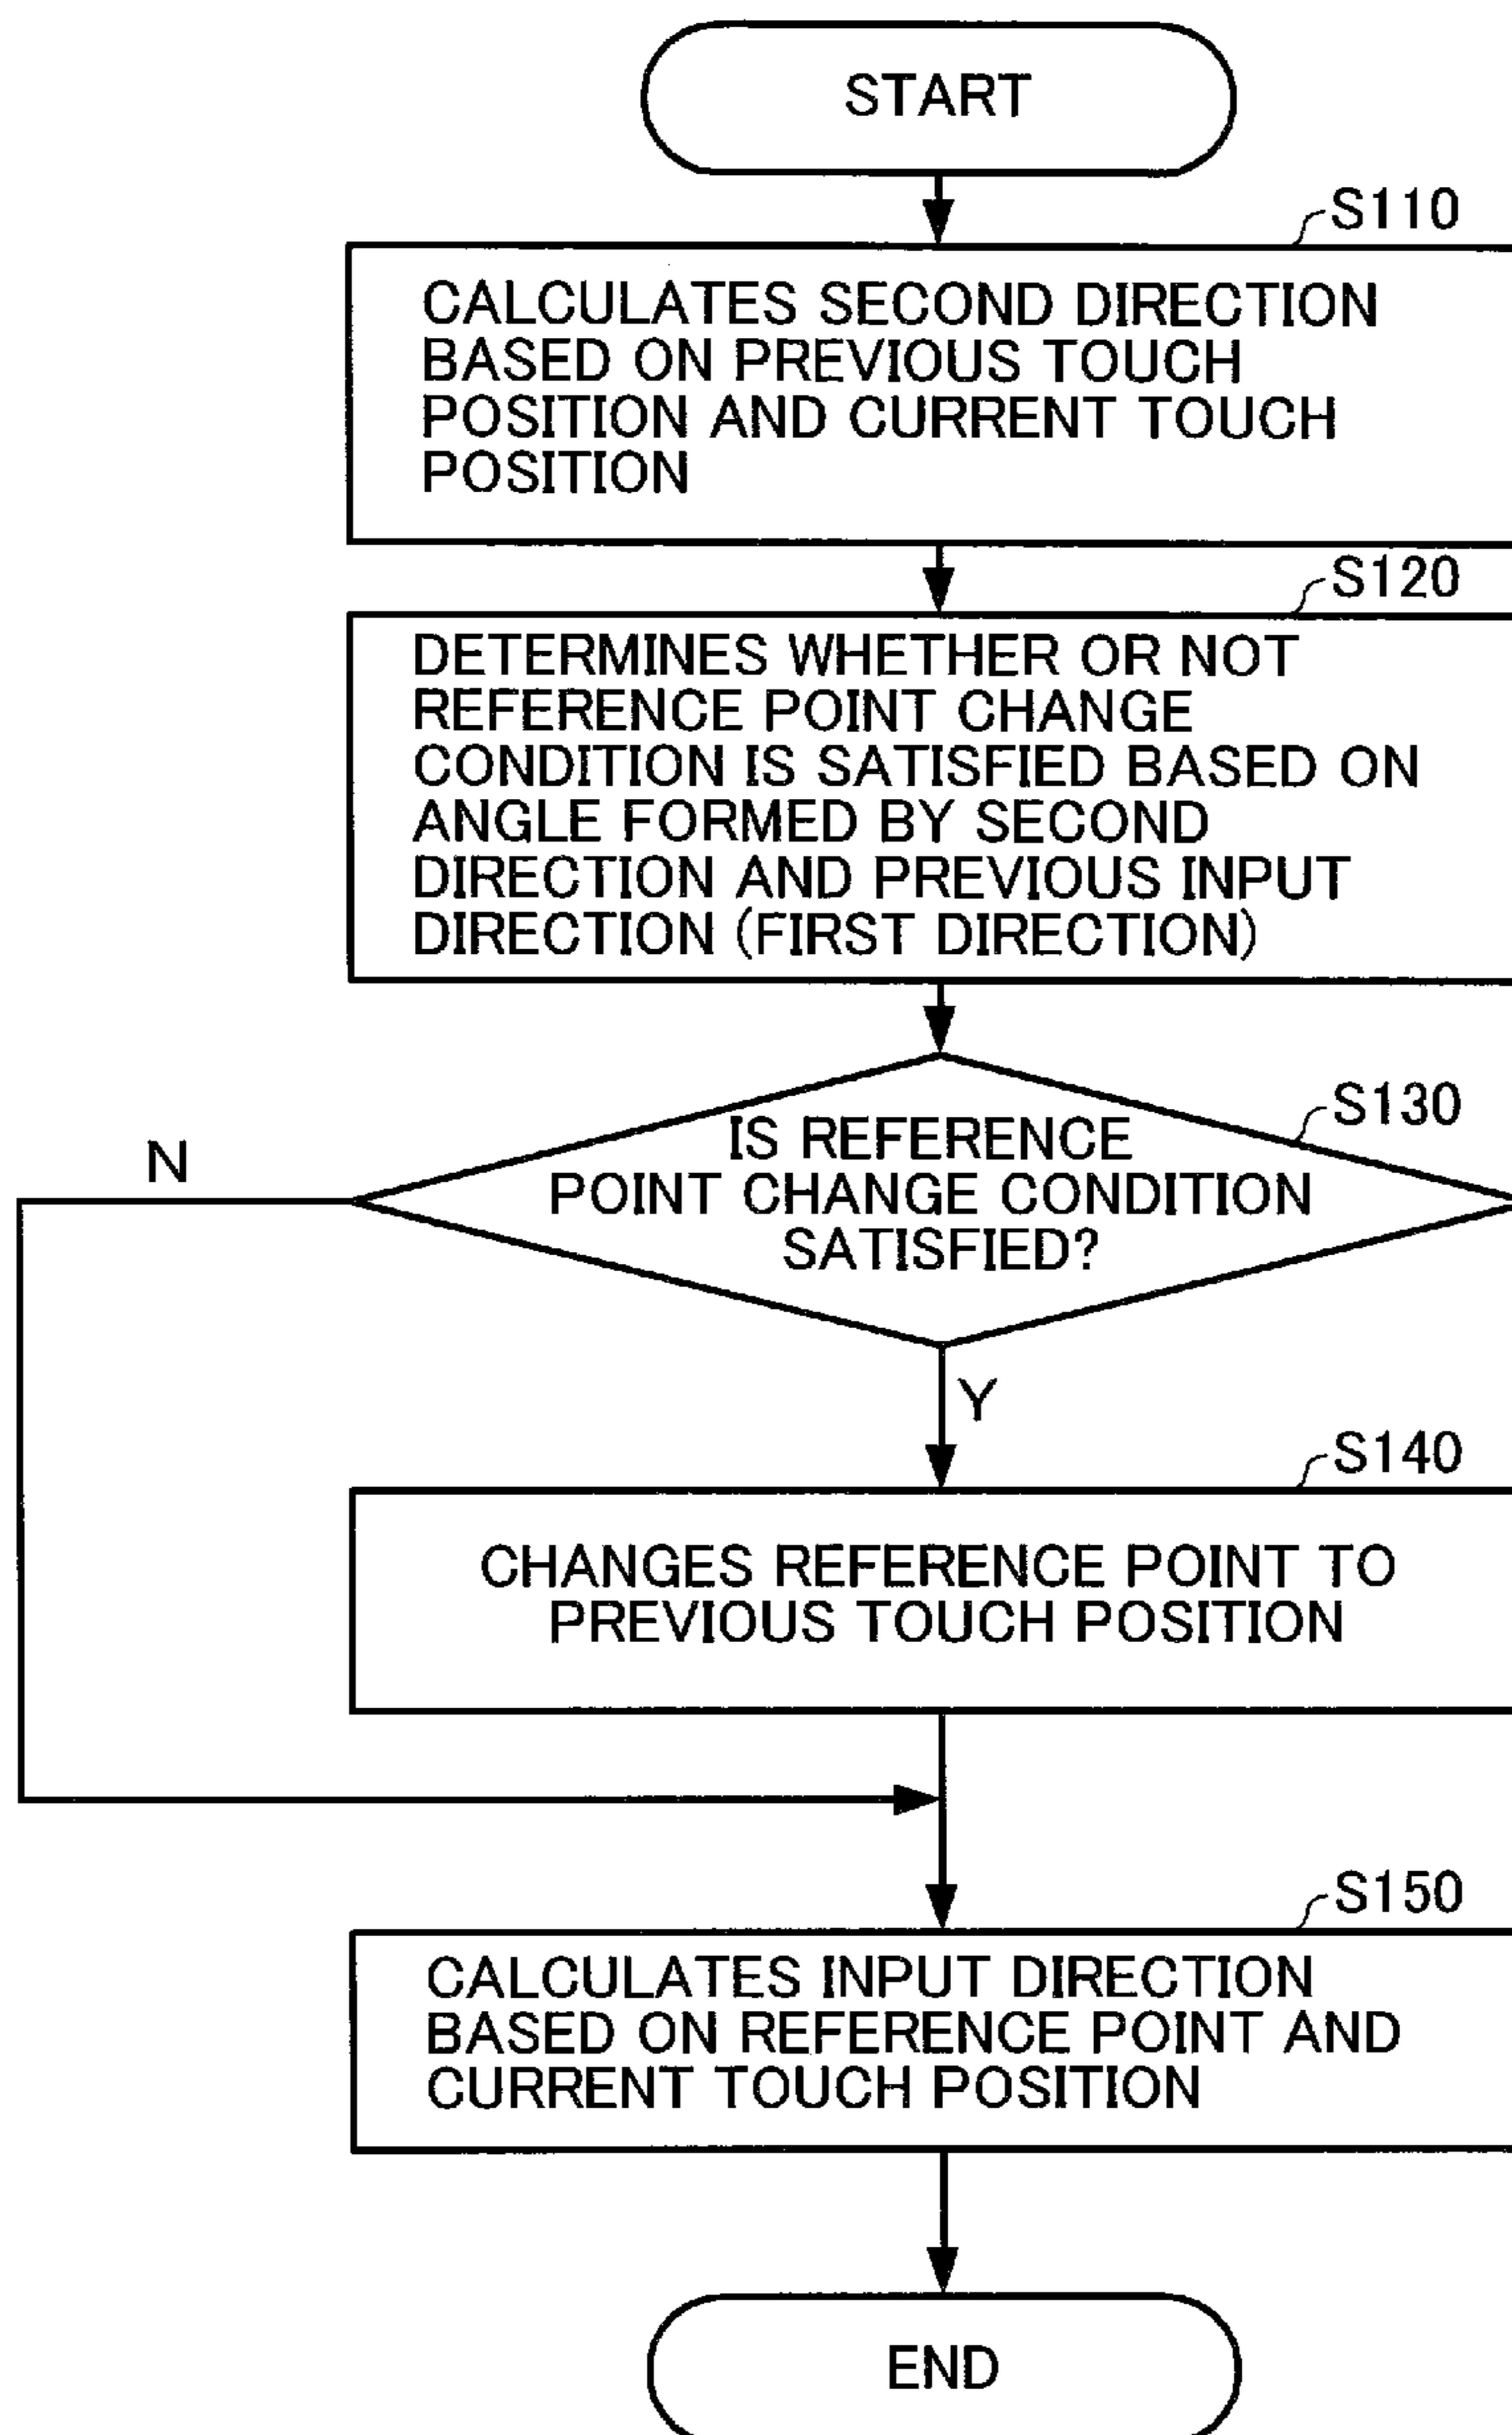 START
S110
CALCULATES SECOND DIRECTION
BASED ON PREVIOUS TOUCH
POSITION AND CURRENT TOUCH
POSITION
S120
DETERMINES WHETHER OR NOT
REFERENCE POINT CHANGE
CONDITION IS SATISFIED BASED ON
ANGLE FORMED BY SECOND
DIRECTION AND PREVIOUS INPUT
DIRECTION (FIRST DIRECTION)
S130
IS REFERENCE
POINT CHANGE CONDITION
SATISFIED?
N
Y
S140
CHANGES REFERENCE POINT TO
PREVIOUS TOUCH POSITION
S150
CALCULATES INPUT DIRECTION
BASED ON REFERENCE POINT AND
CURRENT TOUCH POSITION
END